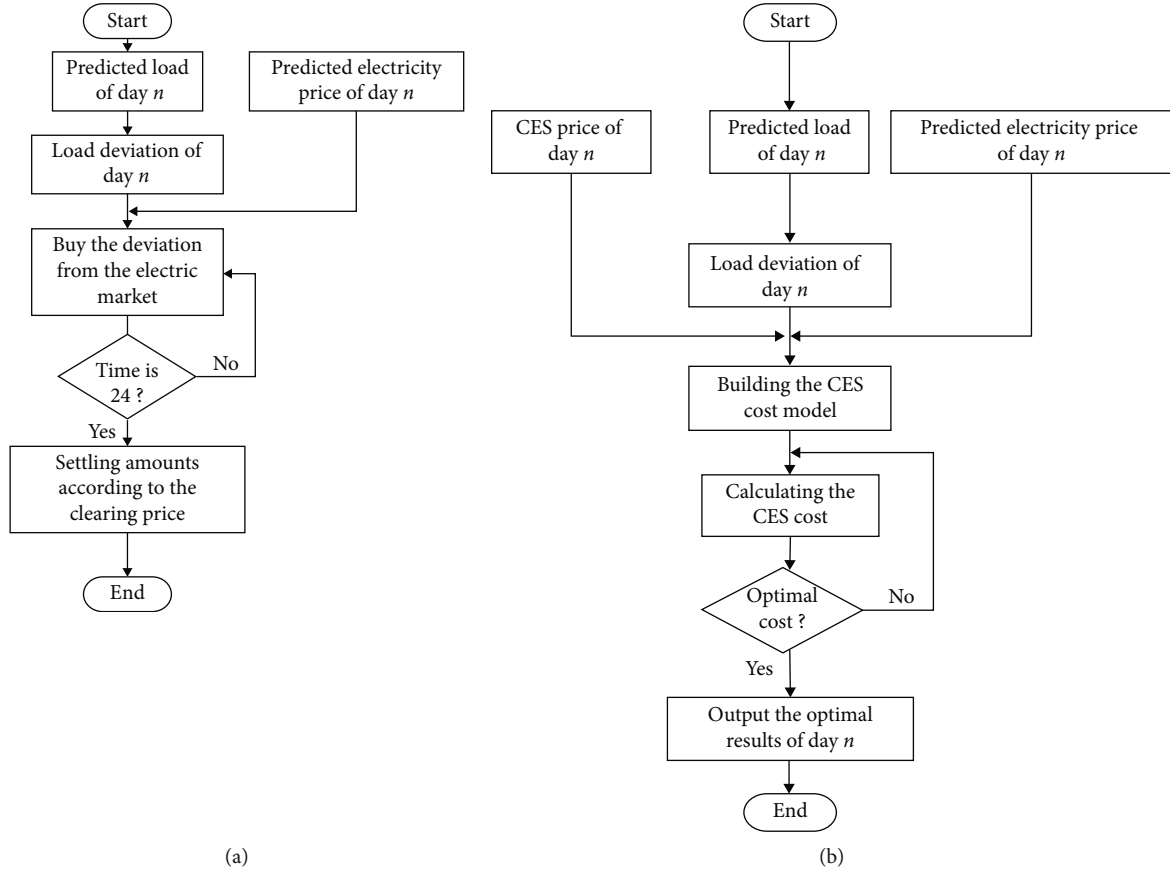 Start
Predicted load
of day n
Predicted electricity
price of day n
Load deviation of
day n
Buy the deviation
from the electric
market
Time is
24 ?
No
Yes
Settling amounts
according to the
clearing price
End
(a)
Start
CES price of
day n
Predicted load
of day n
Predicted electricity price
of day n
Load deviation of
day n
Building the CES
cost model
Calculating the
CES cost
Optimal
cost ?
No
Yes
Output the optimal
results of day n
End
(b)